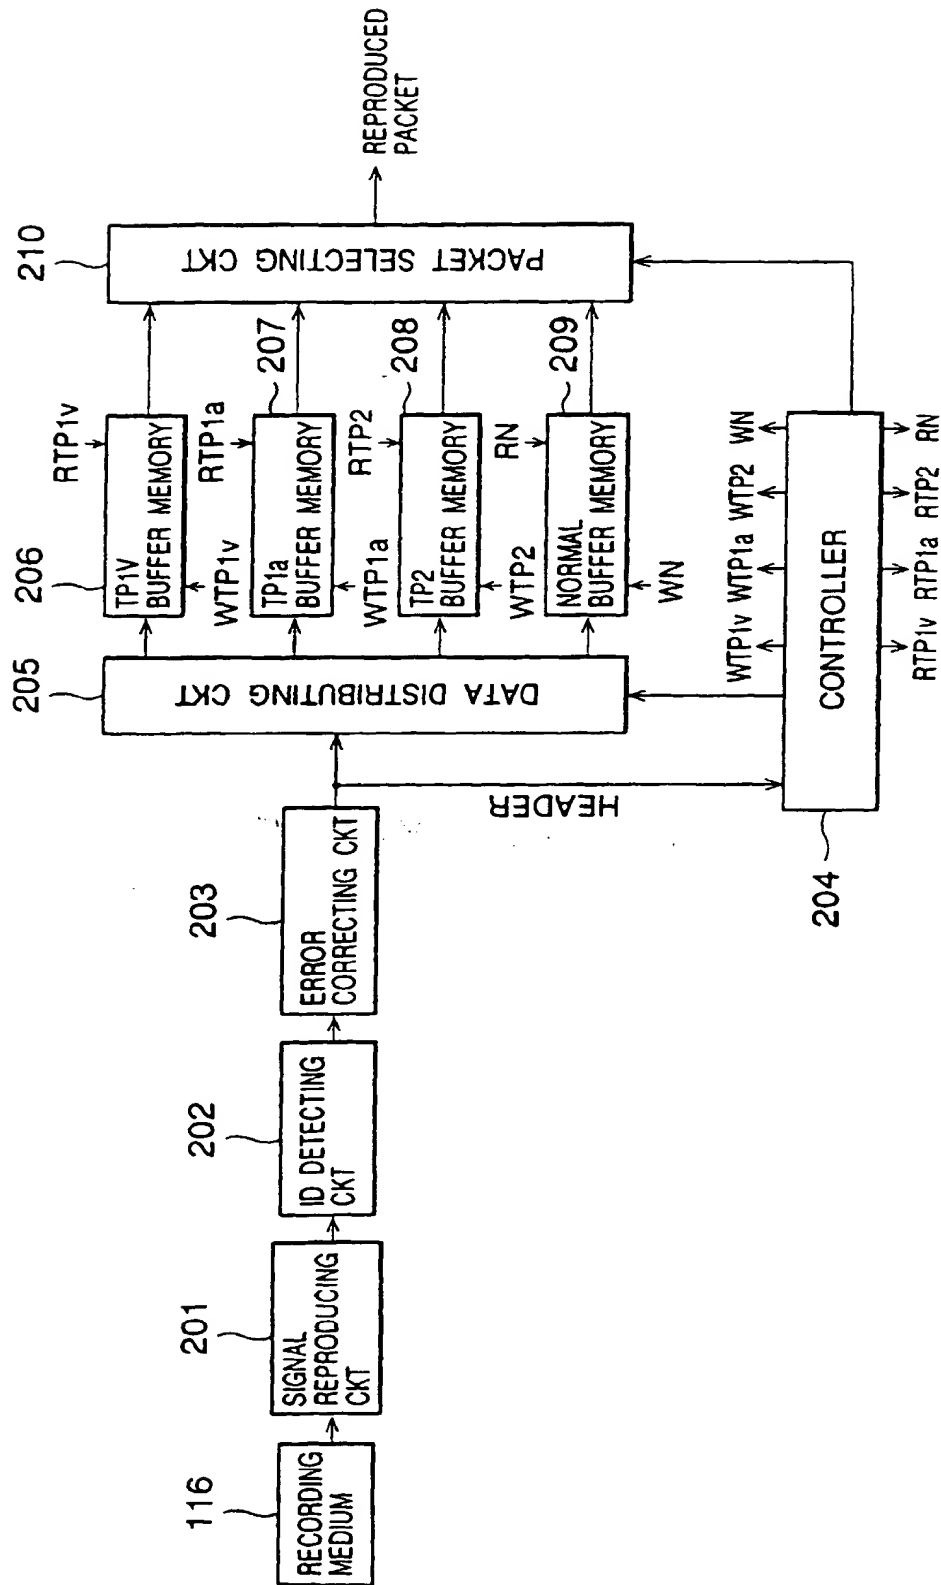 116
RECORDING
MEDIUM
201
SIGNAL
REPRODUCING
CKT
202
ID DETECTING
CKT
203
ERROR
CORRECTING CKT
HEADER
205
DATA DISTRIBUTING CKT
206
TP1v
BUFFER MEMORY
RTP1v
WTP1v
207
TP1a
BUFFER MEMORY
RTP1a
WTP1a
208
TP2
BUFFER MEMORY
RTP2
WTP2
209
NORMAL
BUFFER MEMORY
RN
WN
210
PACKET SELECTING CKT
REPRODUCED
PACKET
204
CONTROLLER
WTP1v WTP1a WTP2 WN
RTP1v RTP1a RTP2 RN